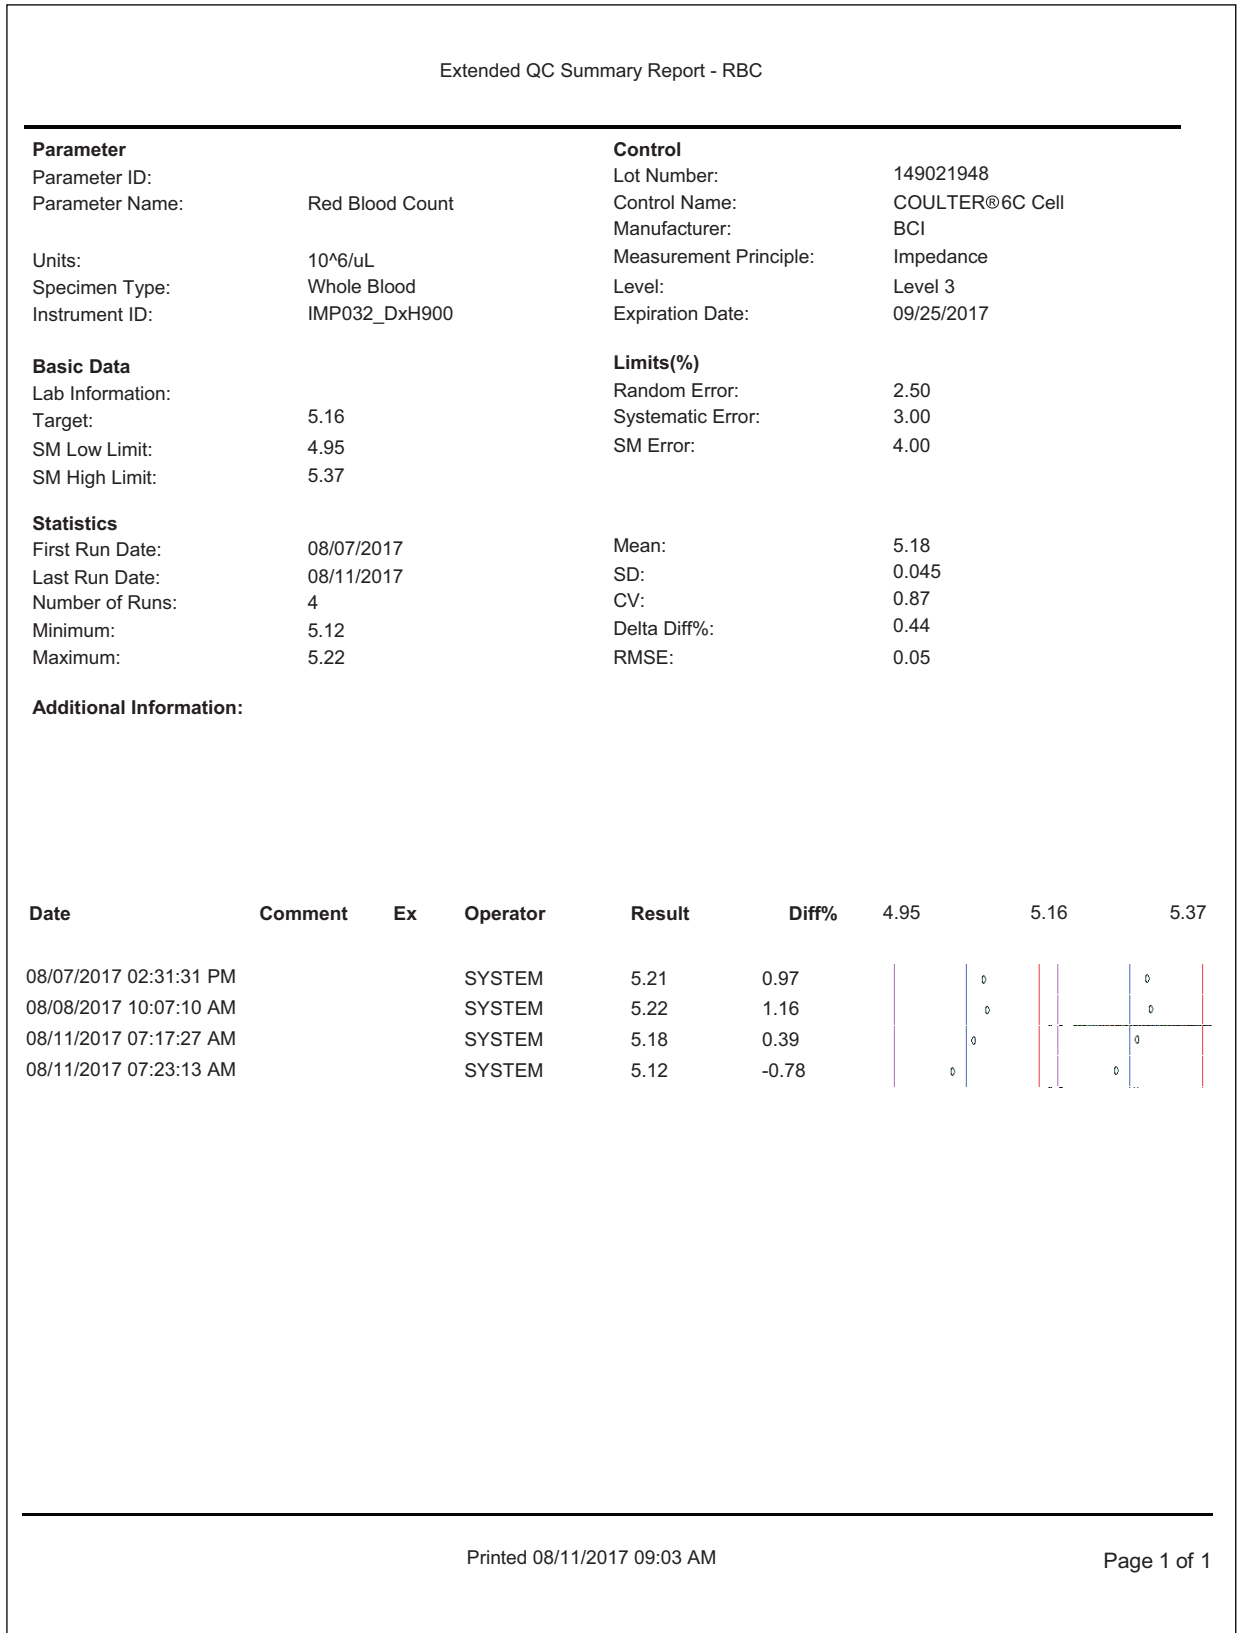 Extended QC Summary Report - RBC
Parameter
Parameter ID:
Parameter Name: Red Blood Count
Units: 10^6/uL
Specimen Type: Whole Blood
Instrument ID: IMP032_DxH900
Control
Lot Number: 149021948
Control Name: COULTER®6C Cell
Manufacturer: BCI
Measurement Principle: Impedance
Level: Level 3
Expiration Date: 09/25/2017
Basic Data
Lab Information:
Target: 5.16
SM Low Limit: 4.95
SM High Limit: 5.37
Limits(%)
Random Error: 2.50
Systematic Error: 3.00
SM Error: 4.00
Statistics
First Run Date: 08/07/2017
Last Run Date: 08/11/2017
Number of Runs: 4
Minimum: 5.12
Maximum: 5.22
Mean: 5.18
SD: 0.045
CV: 0.87
Delta Diff%: 0.44
RMSE: 0.05
Additional Information:
Date Comment Ex Operator Result Diff% 4.95 5.16 5.37
08/07/2017 02:31:31 PM SYSTEM 5.21 0.97
08/08/2017 10:07:10 AM SYSTEM 5.22 1.16
08/11/2017 07:17:27 AM SYSTEM 5.18 0.39
08/11/2017 07:23:13 AM SYSTEM 5.12 -0.78
Printed 08/11/2017 09:03 AM
Page 1 of 1